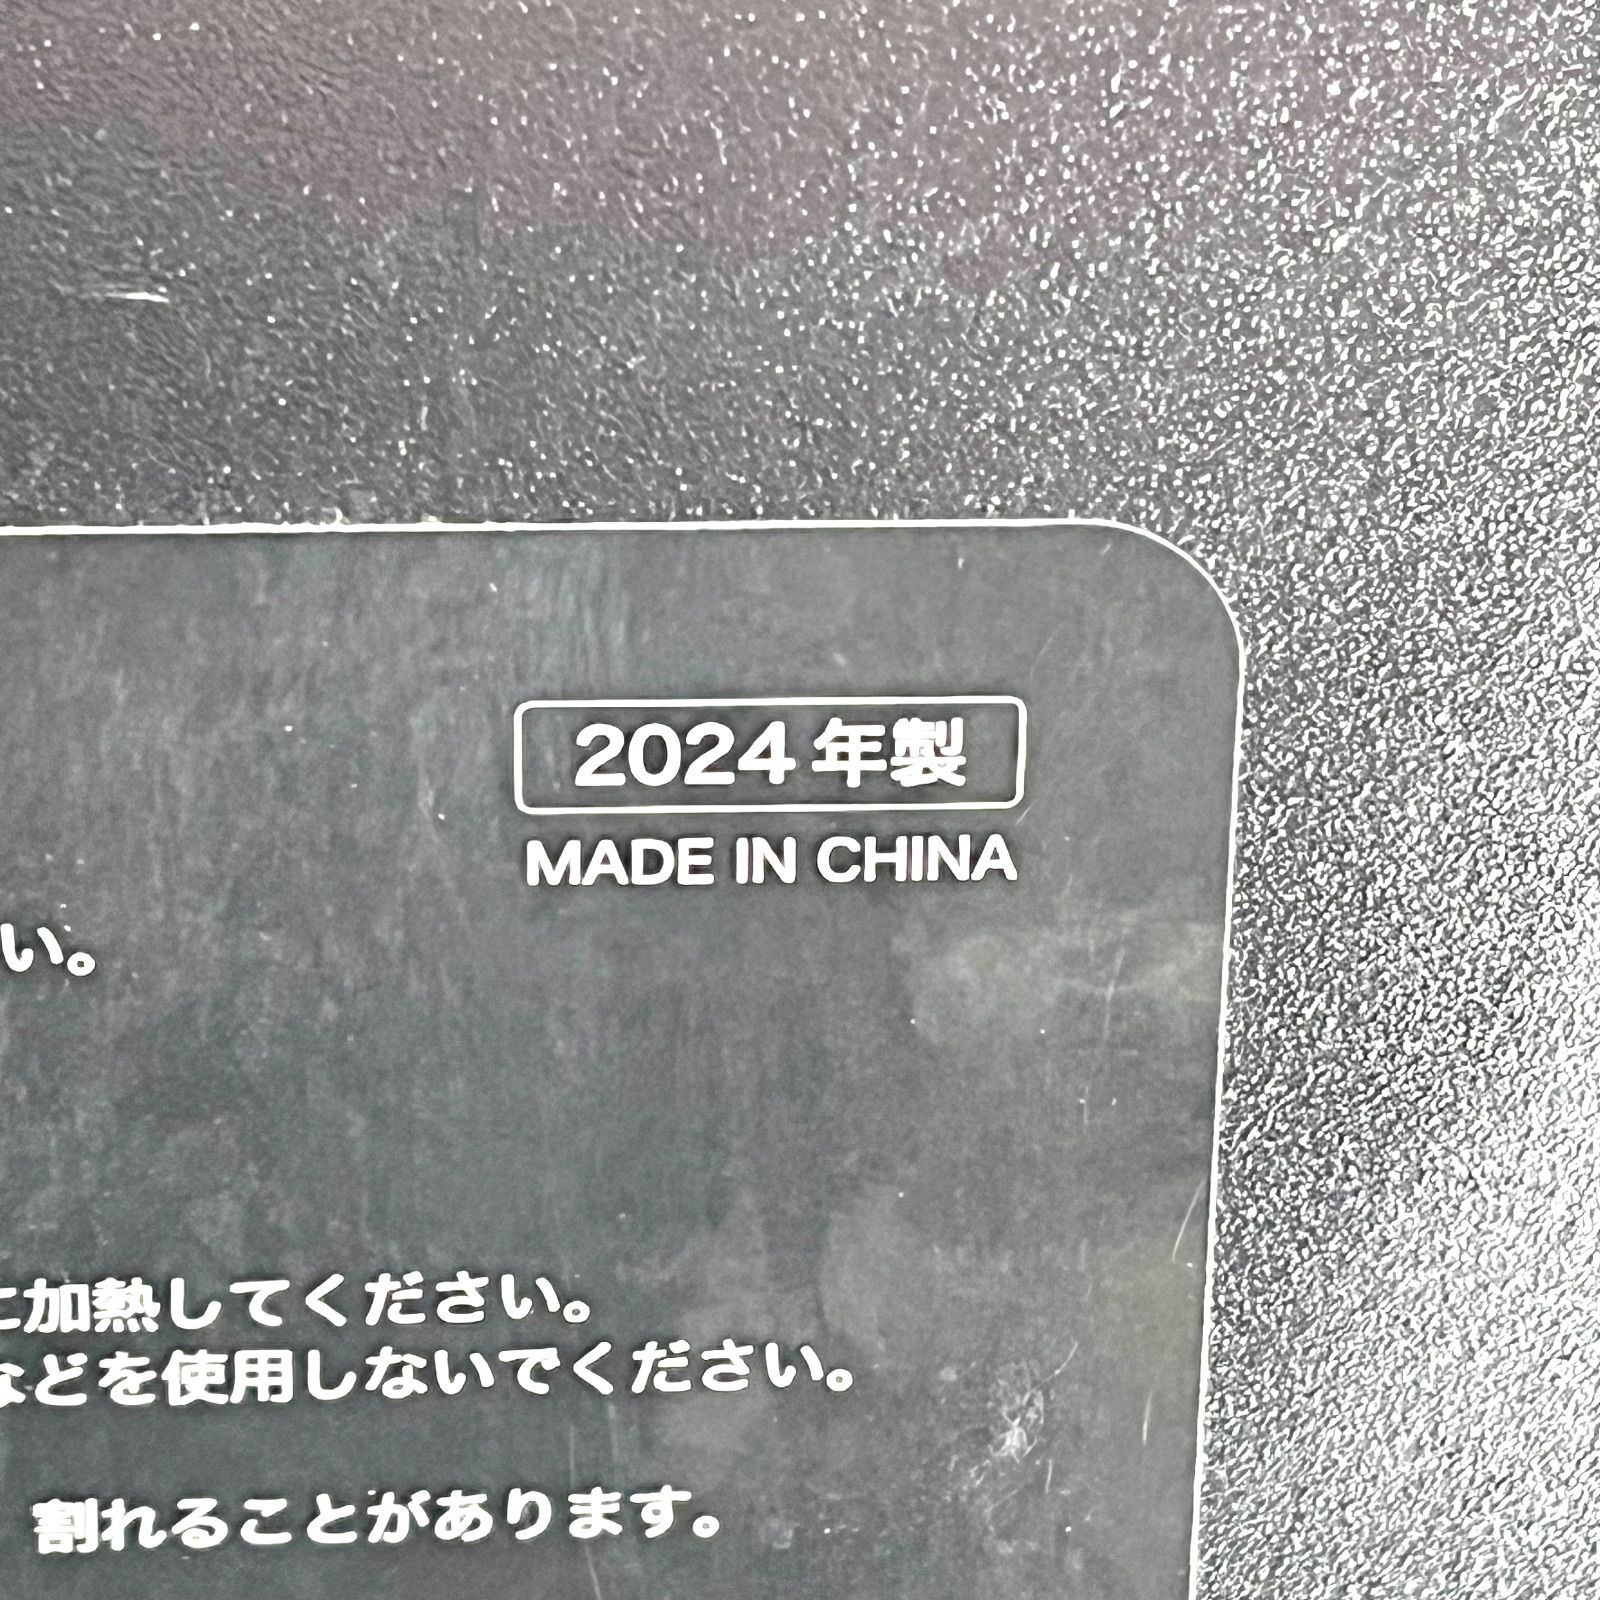 2024年製
MADE IN CHINA
い。
に加熱してください。
などを使用しないでください。
割れることがあります。